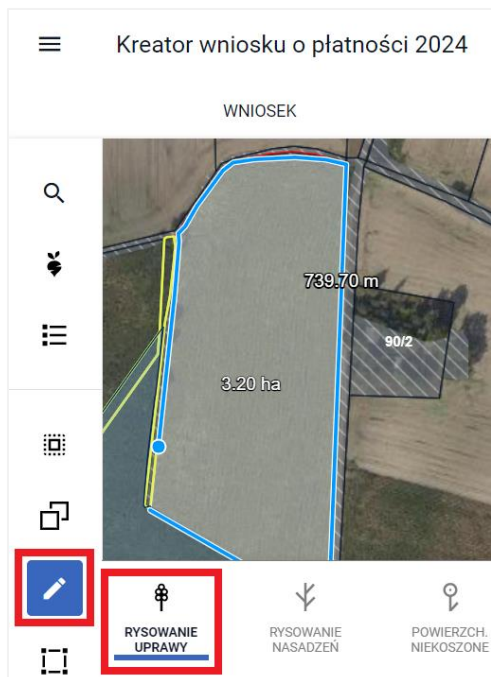 Kreator wniosku o płatności 2024
WNIOSEK
739.70 m
90/2
3.20 ha
RYSOWANIE
UPRAWY
RYSOWANIE
NASADZEŃ
POWIERZCH.
NIEKOSZONE